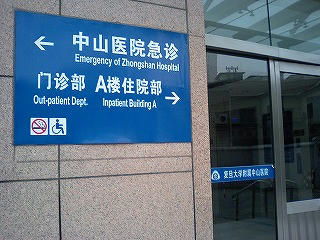 ← 中山医院急诊
Emergency of Zhongshan Hospital
门诊部 A楼住院部
Out-patient Dept. Inpatient Building A →
复旦大学附属中山医院